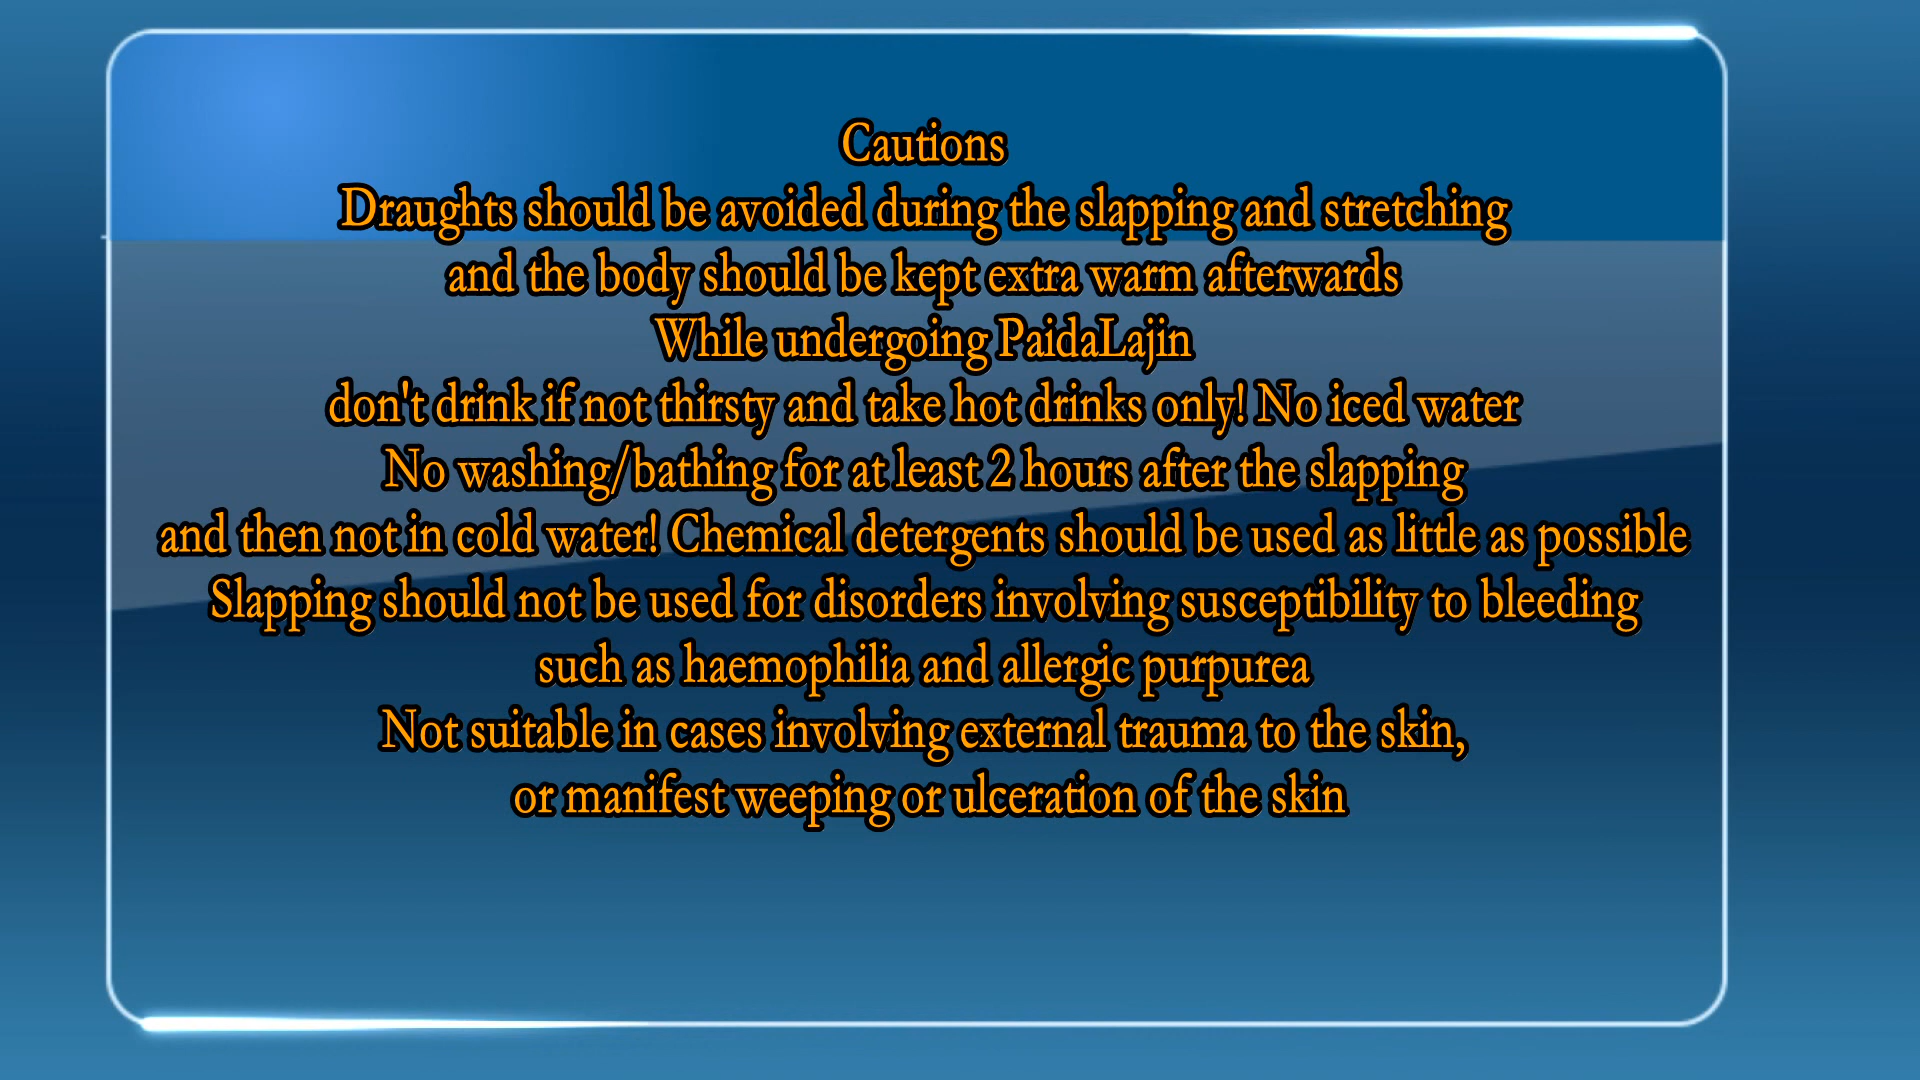 Cautions
Draughts should be avoided during the slapping and stretching
and the body should be kept extra warm afterwards
While undergoing PaidaLajin
don't drink if not thirsty and take hot drinks only! No iced water
No washing/bathing for at least 2 hours after the slapping
and then not in cold water! Chemical detergents should be used as little as possible
Slapping should not be used for disorders involving susceptibility to bleeding
such as haemophilia and allergic purpurea
Not suitable in cases involving external trauma to the skin,
or manifest weeping or ulceration of the skin